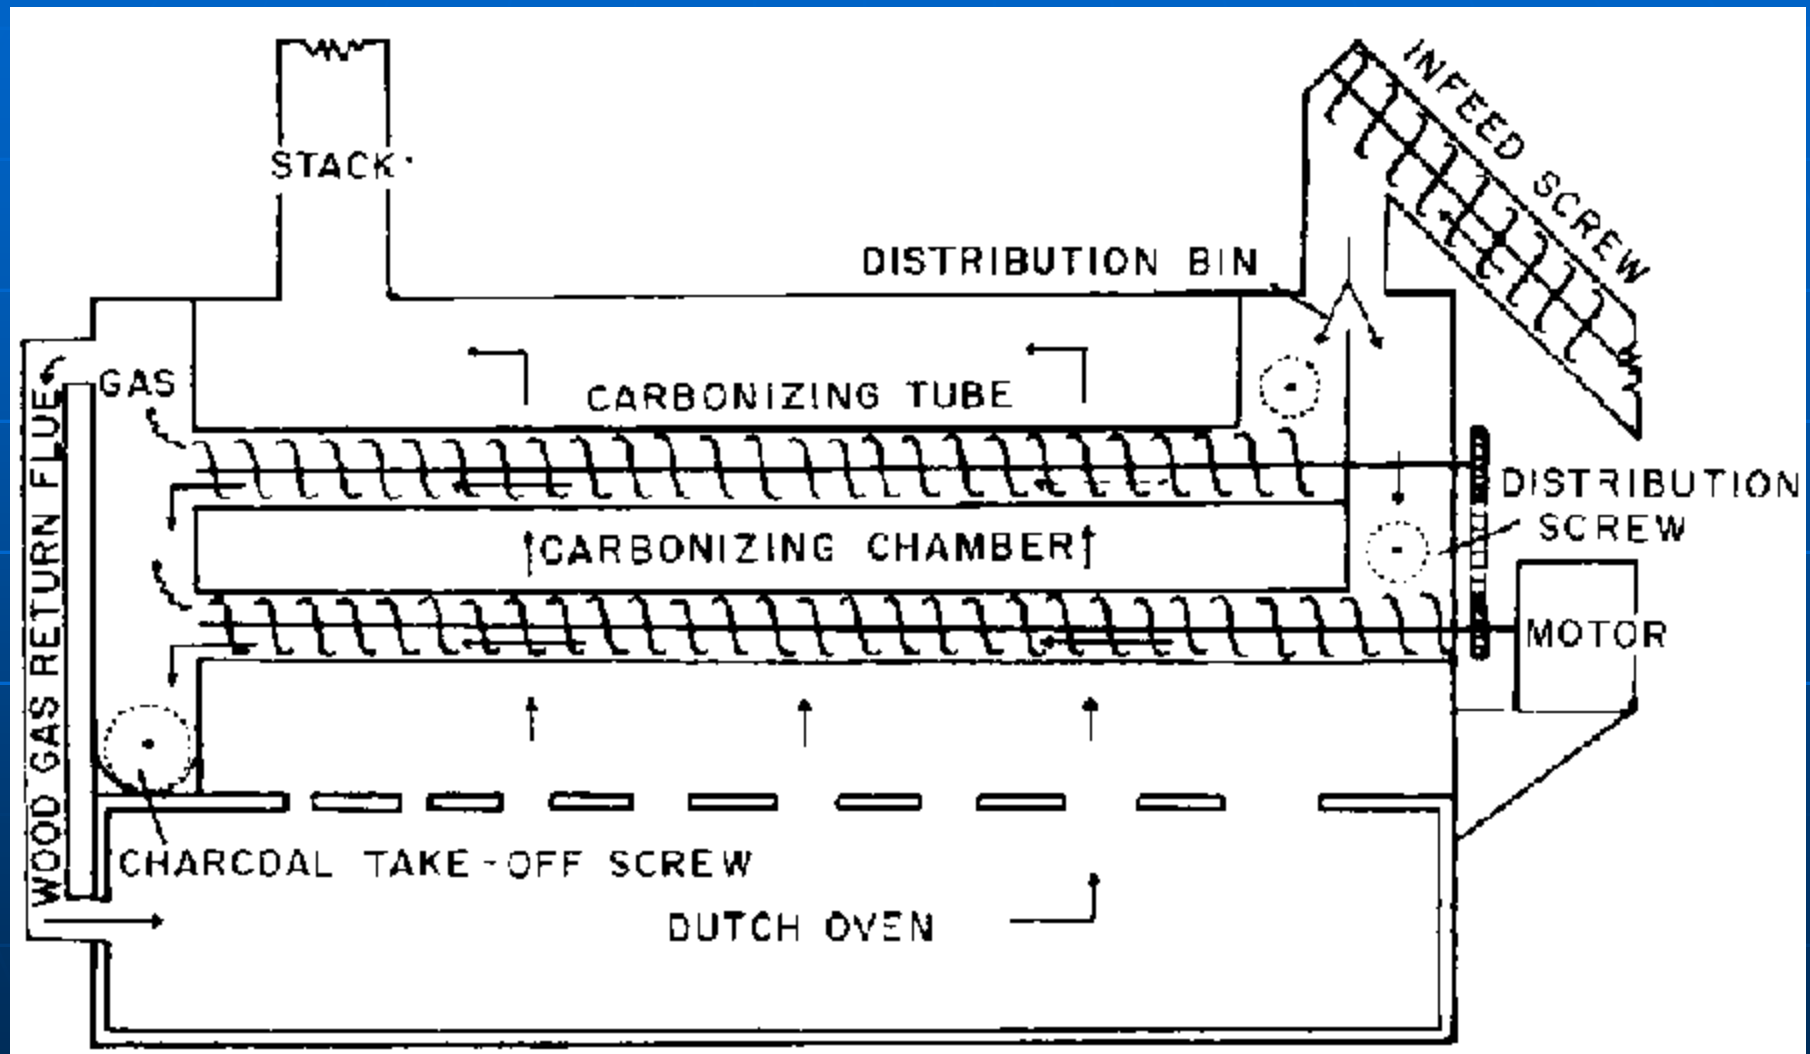 INFEED SCREW
STACK
DISTRIBUTION BIN
GAS
CARBONIZING TUBE
WOOD GAS RETURN FLUE
DISTRIBUTION
SCREW
CARBONIZING CHAMBER
MOTOR
CHARCOAL TAKE-OFF SCREW
DUTCH OVEN